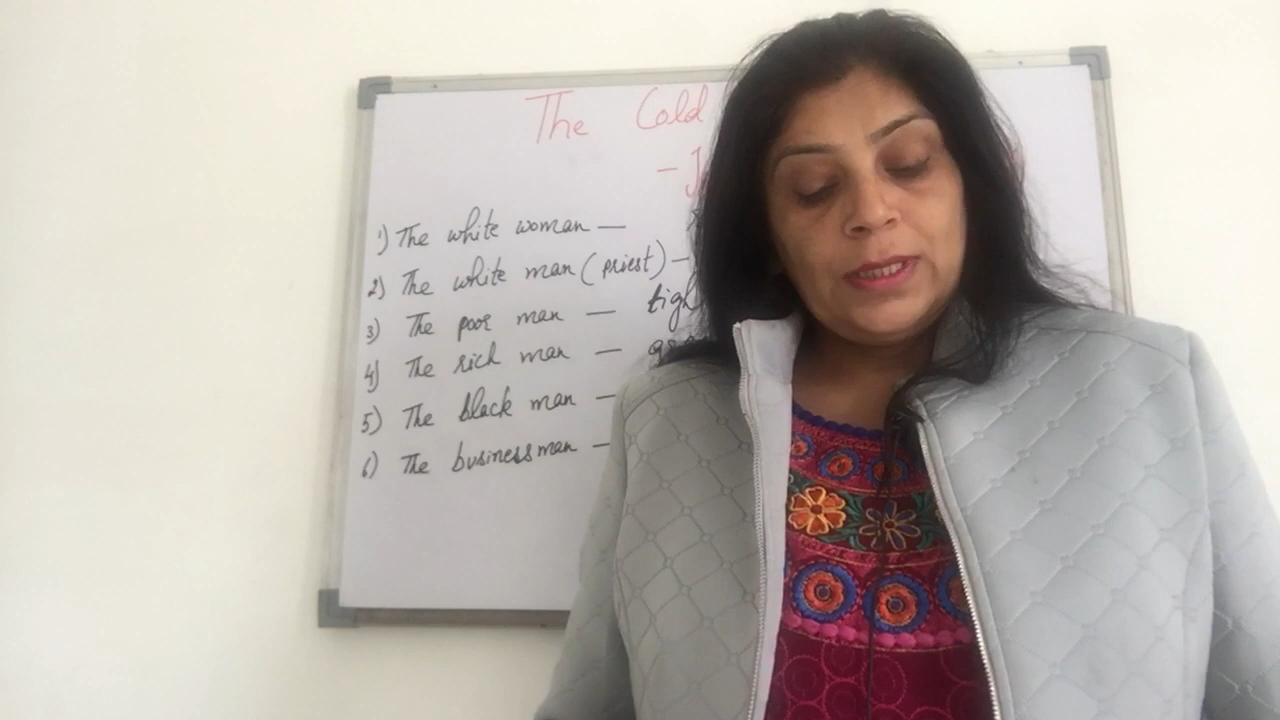 The Cold
- J
1) The white woman —
2) The white man (priest) —
3) The poor man — tigh
4) The rich man —
5) The black man —
6) The businessman —